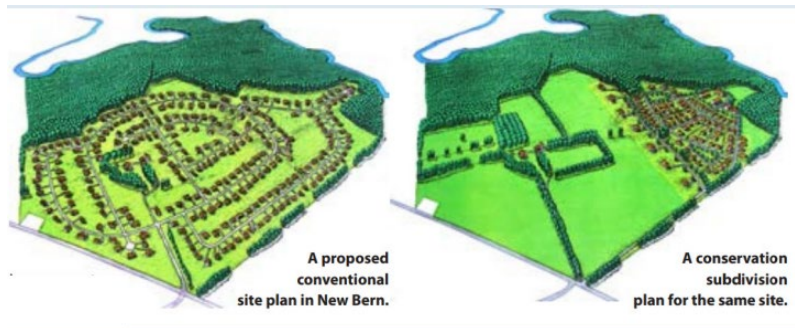 A proposed
conventional
site plan in New Bern.
A conservation
subdivision
plan for the same site.